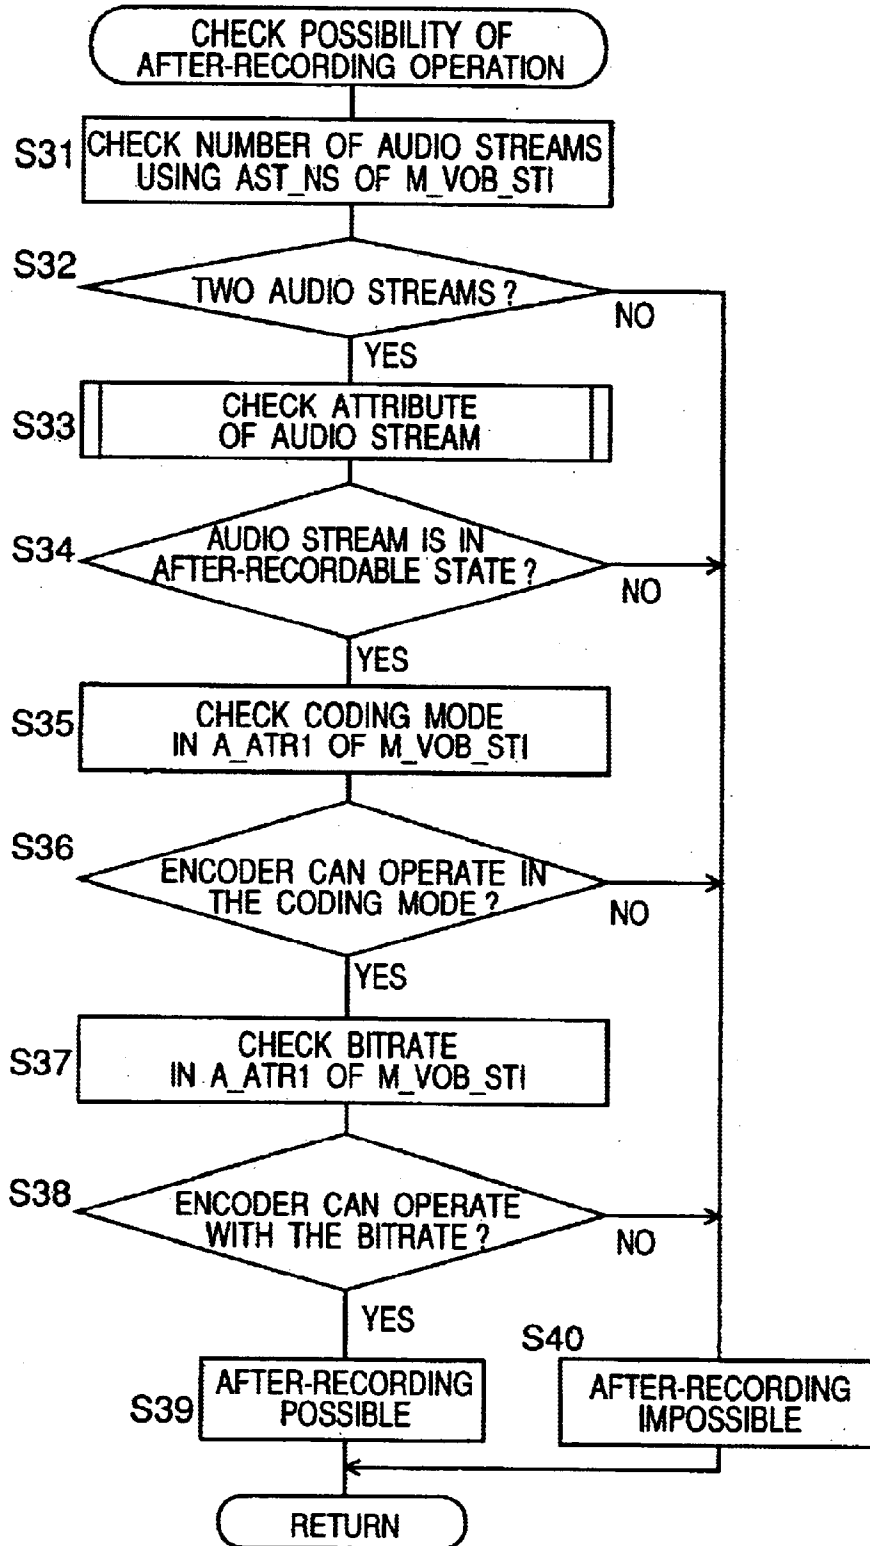 CHECK POSSIBILITY OF
AFTER-RECORDING OPERATION
S31
CHECK NUMBER OF AUDIO STREAMS
USING AST_NS OF M_VOB_STI
S32
TWO AUDIO STREAMS ?
NO
YES
S33
CHECK ATTRIBUTE
OF AUDIO STREAM
S34
AUDIO STREAM IS IN
AFTER-RECORDABLE STATE ?
NO
YES
S35
CHECK CODING MODE
IN A_ATR1 OF M_VOB_STI
S36
ENCODER CAN OPERATE IN
THE CODING MODE ?
NO
YES
S37
CHECK BITRATE
IN A_ATR1 OF M_VOB_STI
S38
ENCODER CAN OPERATE
WITH THE BITRATE ?
NO
YES
S39
AFTER-RECORDING
POSSIBLE
S40
AFTER-RECORDING
IMPOSSIBLE
RETURN